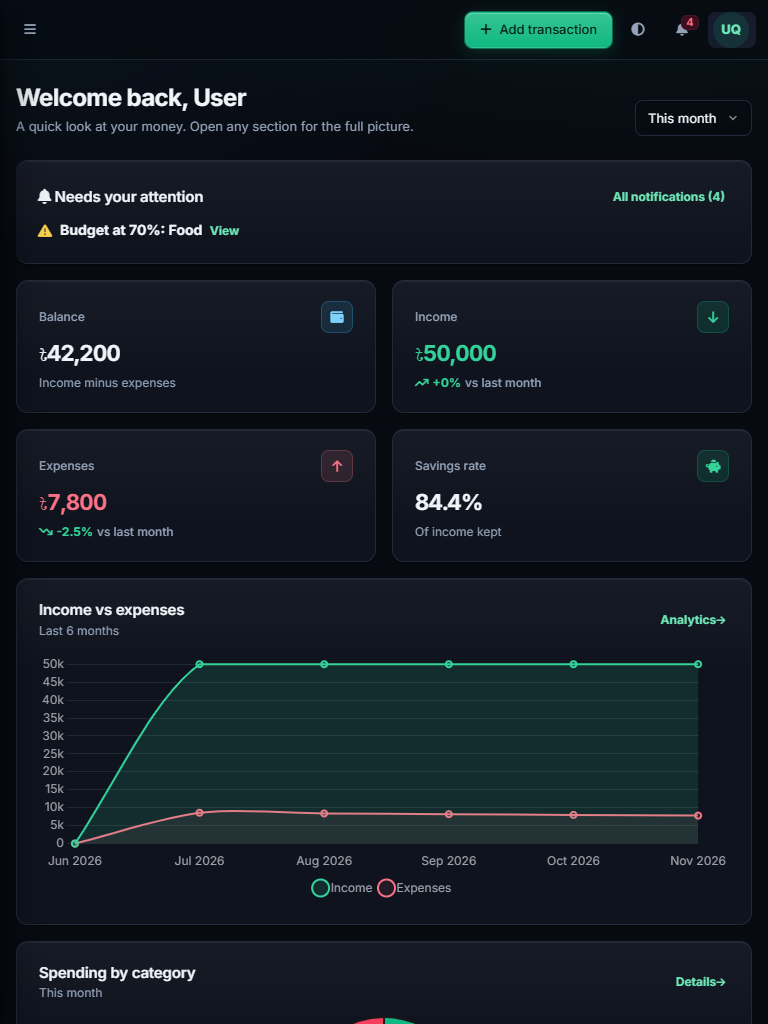 Add transaction
4
UQ
Welcome back, User
A quick look at your money. Open any section for the full picture.
This month
Needs your attention
All notifications (4)
Budget at 70%: Food View
Balance
৳42,200
Income minus expenses
Income
৳50,000
+0% vs last month
Expenses
৳7,800
-2.5% vs last month
Savings rate
84.4%
Of income kept
Income vs expenses
Last 6 months
Analytics→
50k
45k
40k
35k
30k
25k
20k
15k
10k
5k
0
Jun 2026 Jul 2026 Aug 2026 Sep 2026 Oct 2026 Nov 2026
Income Expenses
Spending by category
This month
Details→